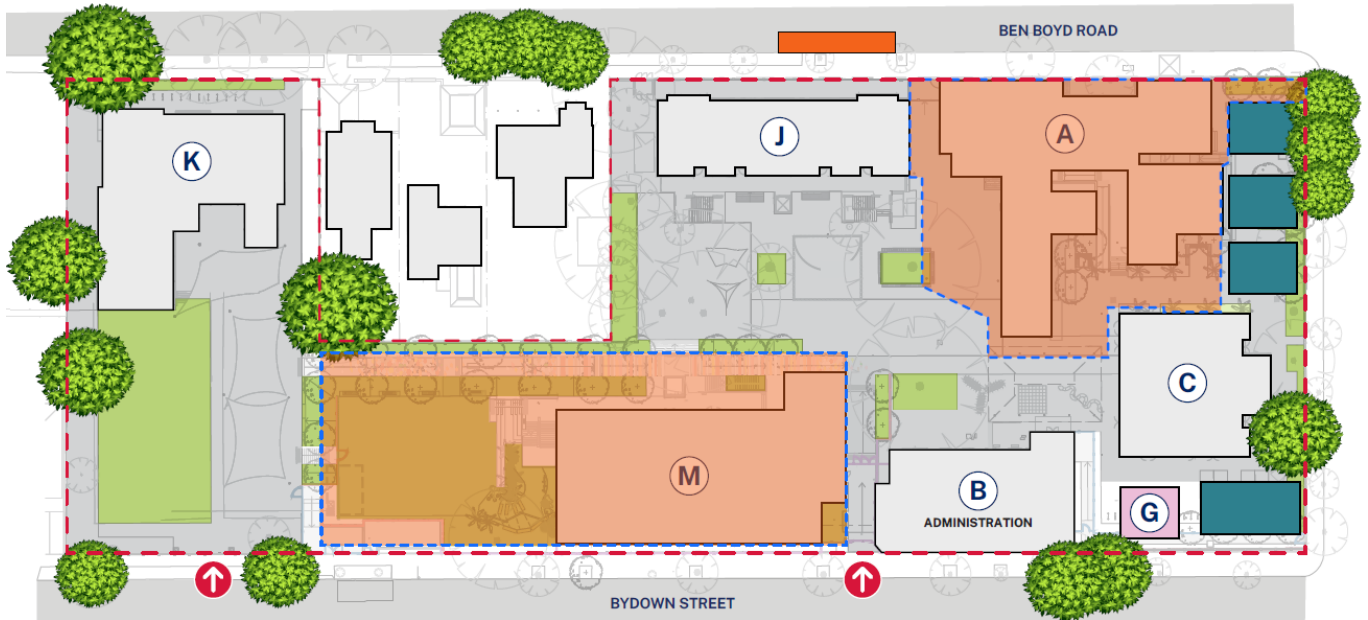 BEN BOYD ROAD
K
J
A
C
M
B
ADMINISTRATION
G
BYDOWN STREET